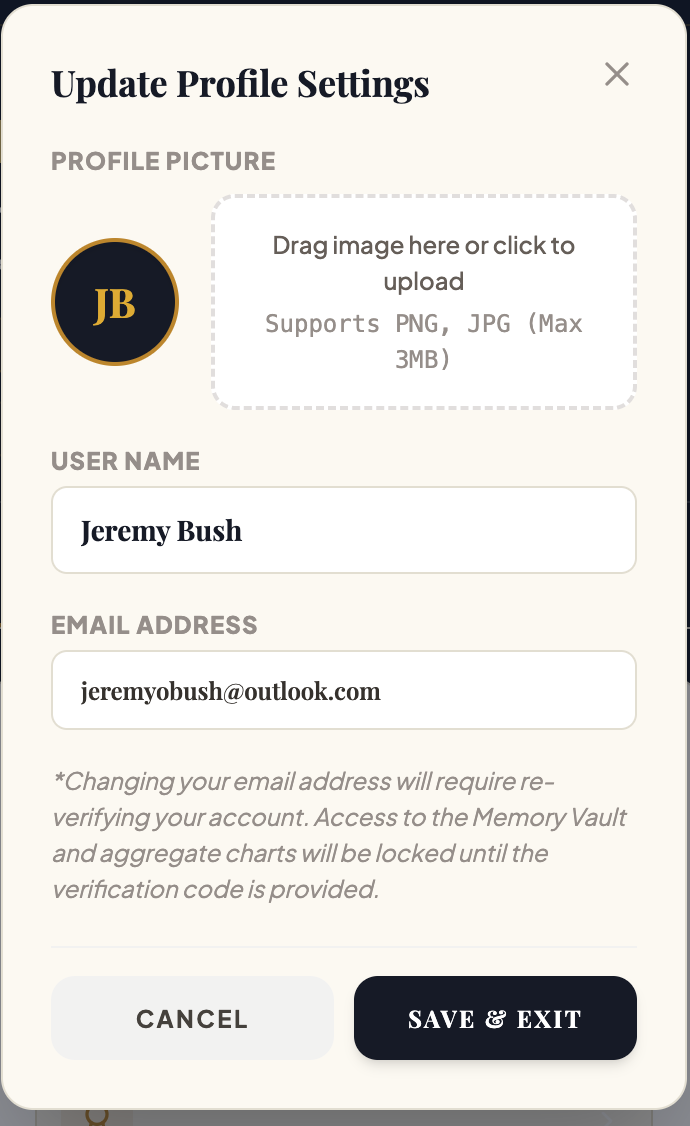 Update Profile Settings
PROFILE PICTURE
JB
Drag image here or click to
upload
Supports PNG, JPG (Max
3MB)
USER NAME
Jeremy Bush
EMAIL ADDRESS
jeremyobush@outlook.com
*Changing your email address will require re-
verifying your account. Access to the Memory Vault
and aggregate charts will be locked until the
verification code is provided.
CANCEL
SAVE & EXIT